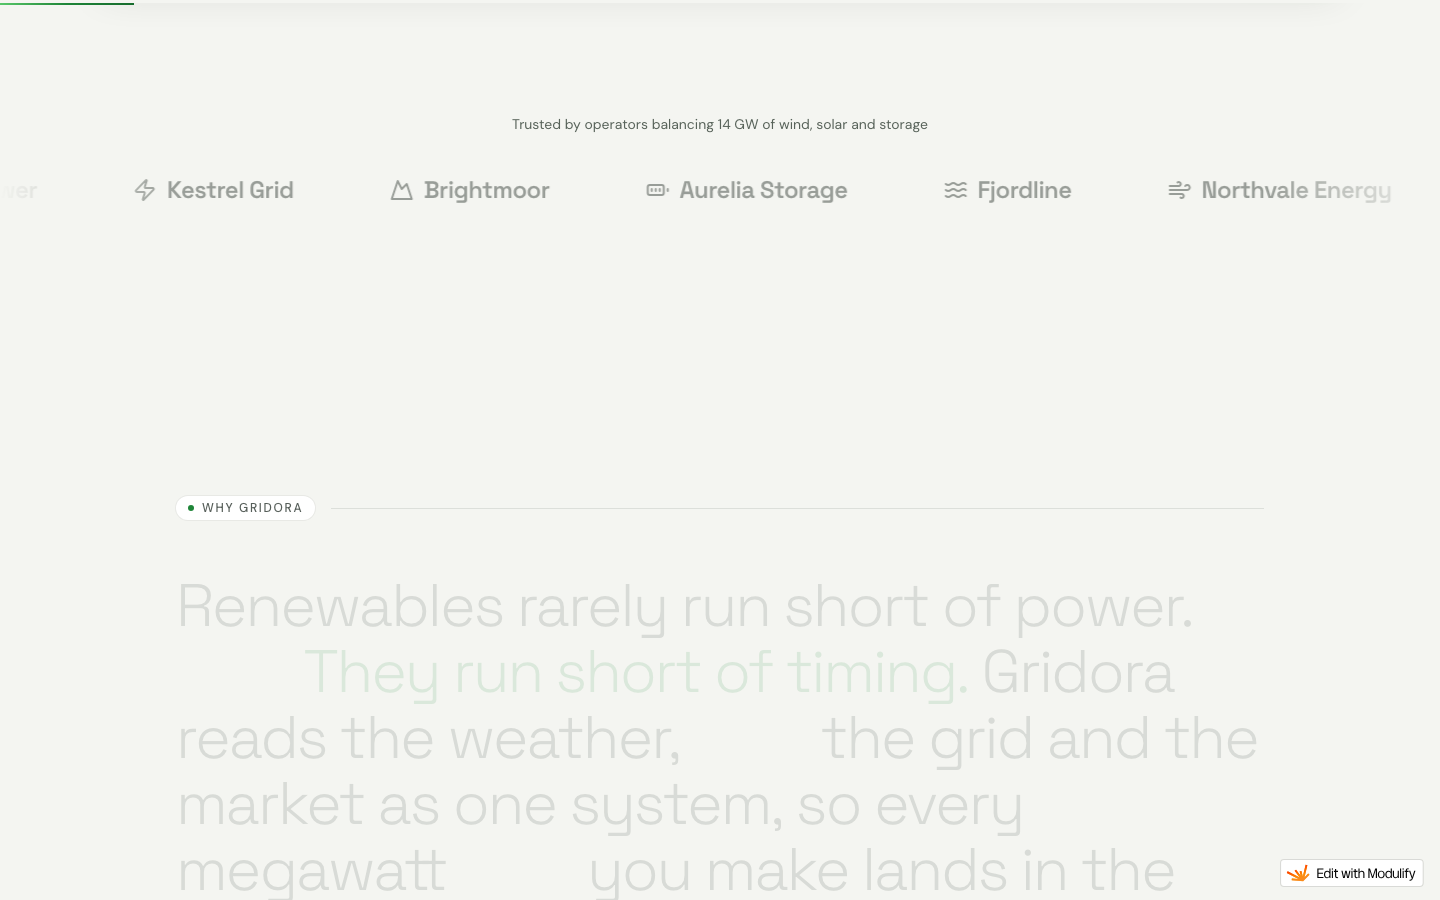 Trusted by operators balancing 14 GW of wind, solar and storage
wer Kestrel Grid Brightmoor Aurelia Storage Fjordline Northvale Energy
WHY GRIDORA
Renewables rarely run short of power.
They run short of timing. Gridora
reads the weather, the grid and the
market as one system, so every
megawatt you make lands in the
Edit with Modulify